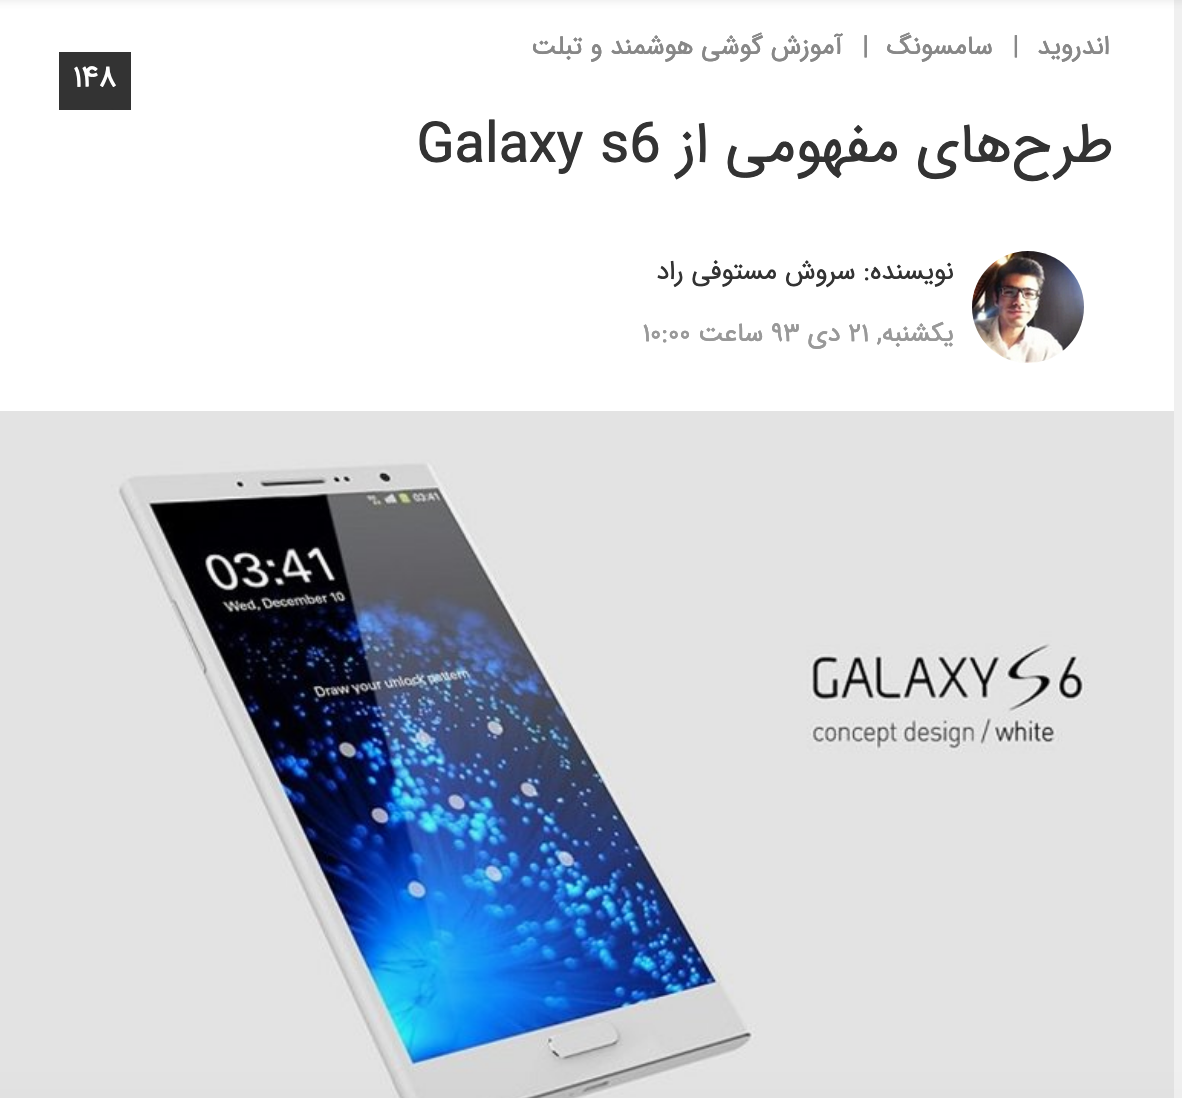 اندروید | سامسونگ | آموزش گوشی هوشمند و تبلت
۱۴۸
طرح‌های مفهومی از Galaxy s6
نویسنده: سروش مستوفی راد
یکشنبه, ۲۱ دی ۹۳ ساعت ۱۰:۰۰
03:41
03:41
Wed, December 10
Draw your unlock pattern
GALAXY S6
concept design / white